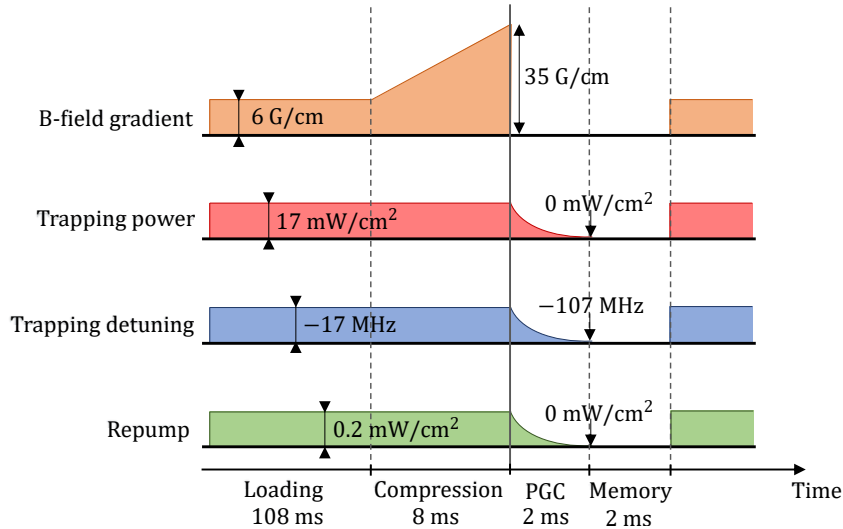 35 G/cm
B-field gradient
6 G/cm
0 mW/cm²
Trapping power
17 mW/cm²
−107 MHz
Trapping detuning
−17 MHz
0 mW/cm²
Repump
0.2 mW/cm²
Loading
108 ms
Compression
8 ms
PGC
2 ms
Memory
2 ms
Time